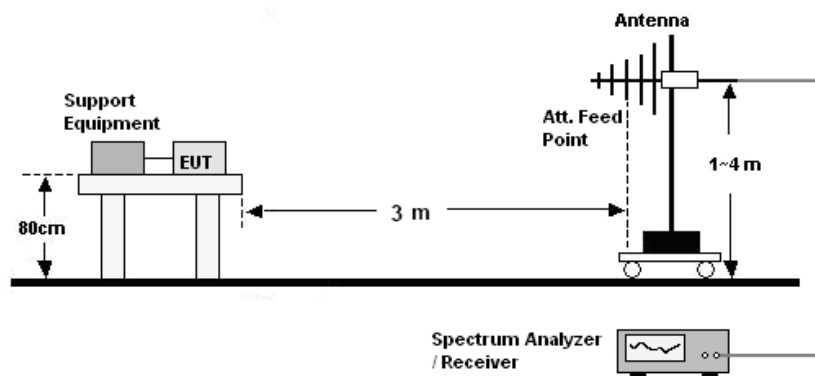 Antenna
Support
Equipment
EUT
Att. Feed
Point
1~4 m
80cm
3 m
Spectrum Analyzer
/ Receiver